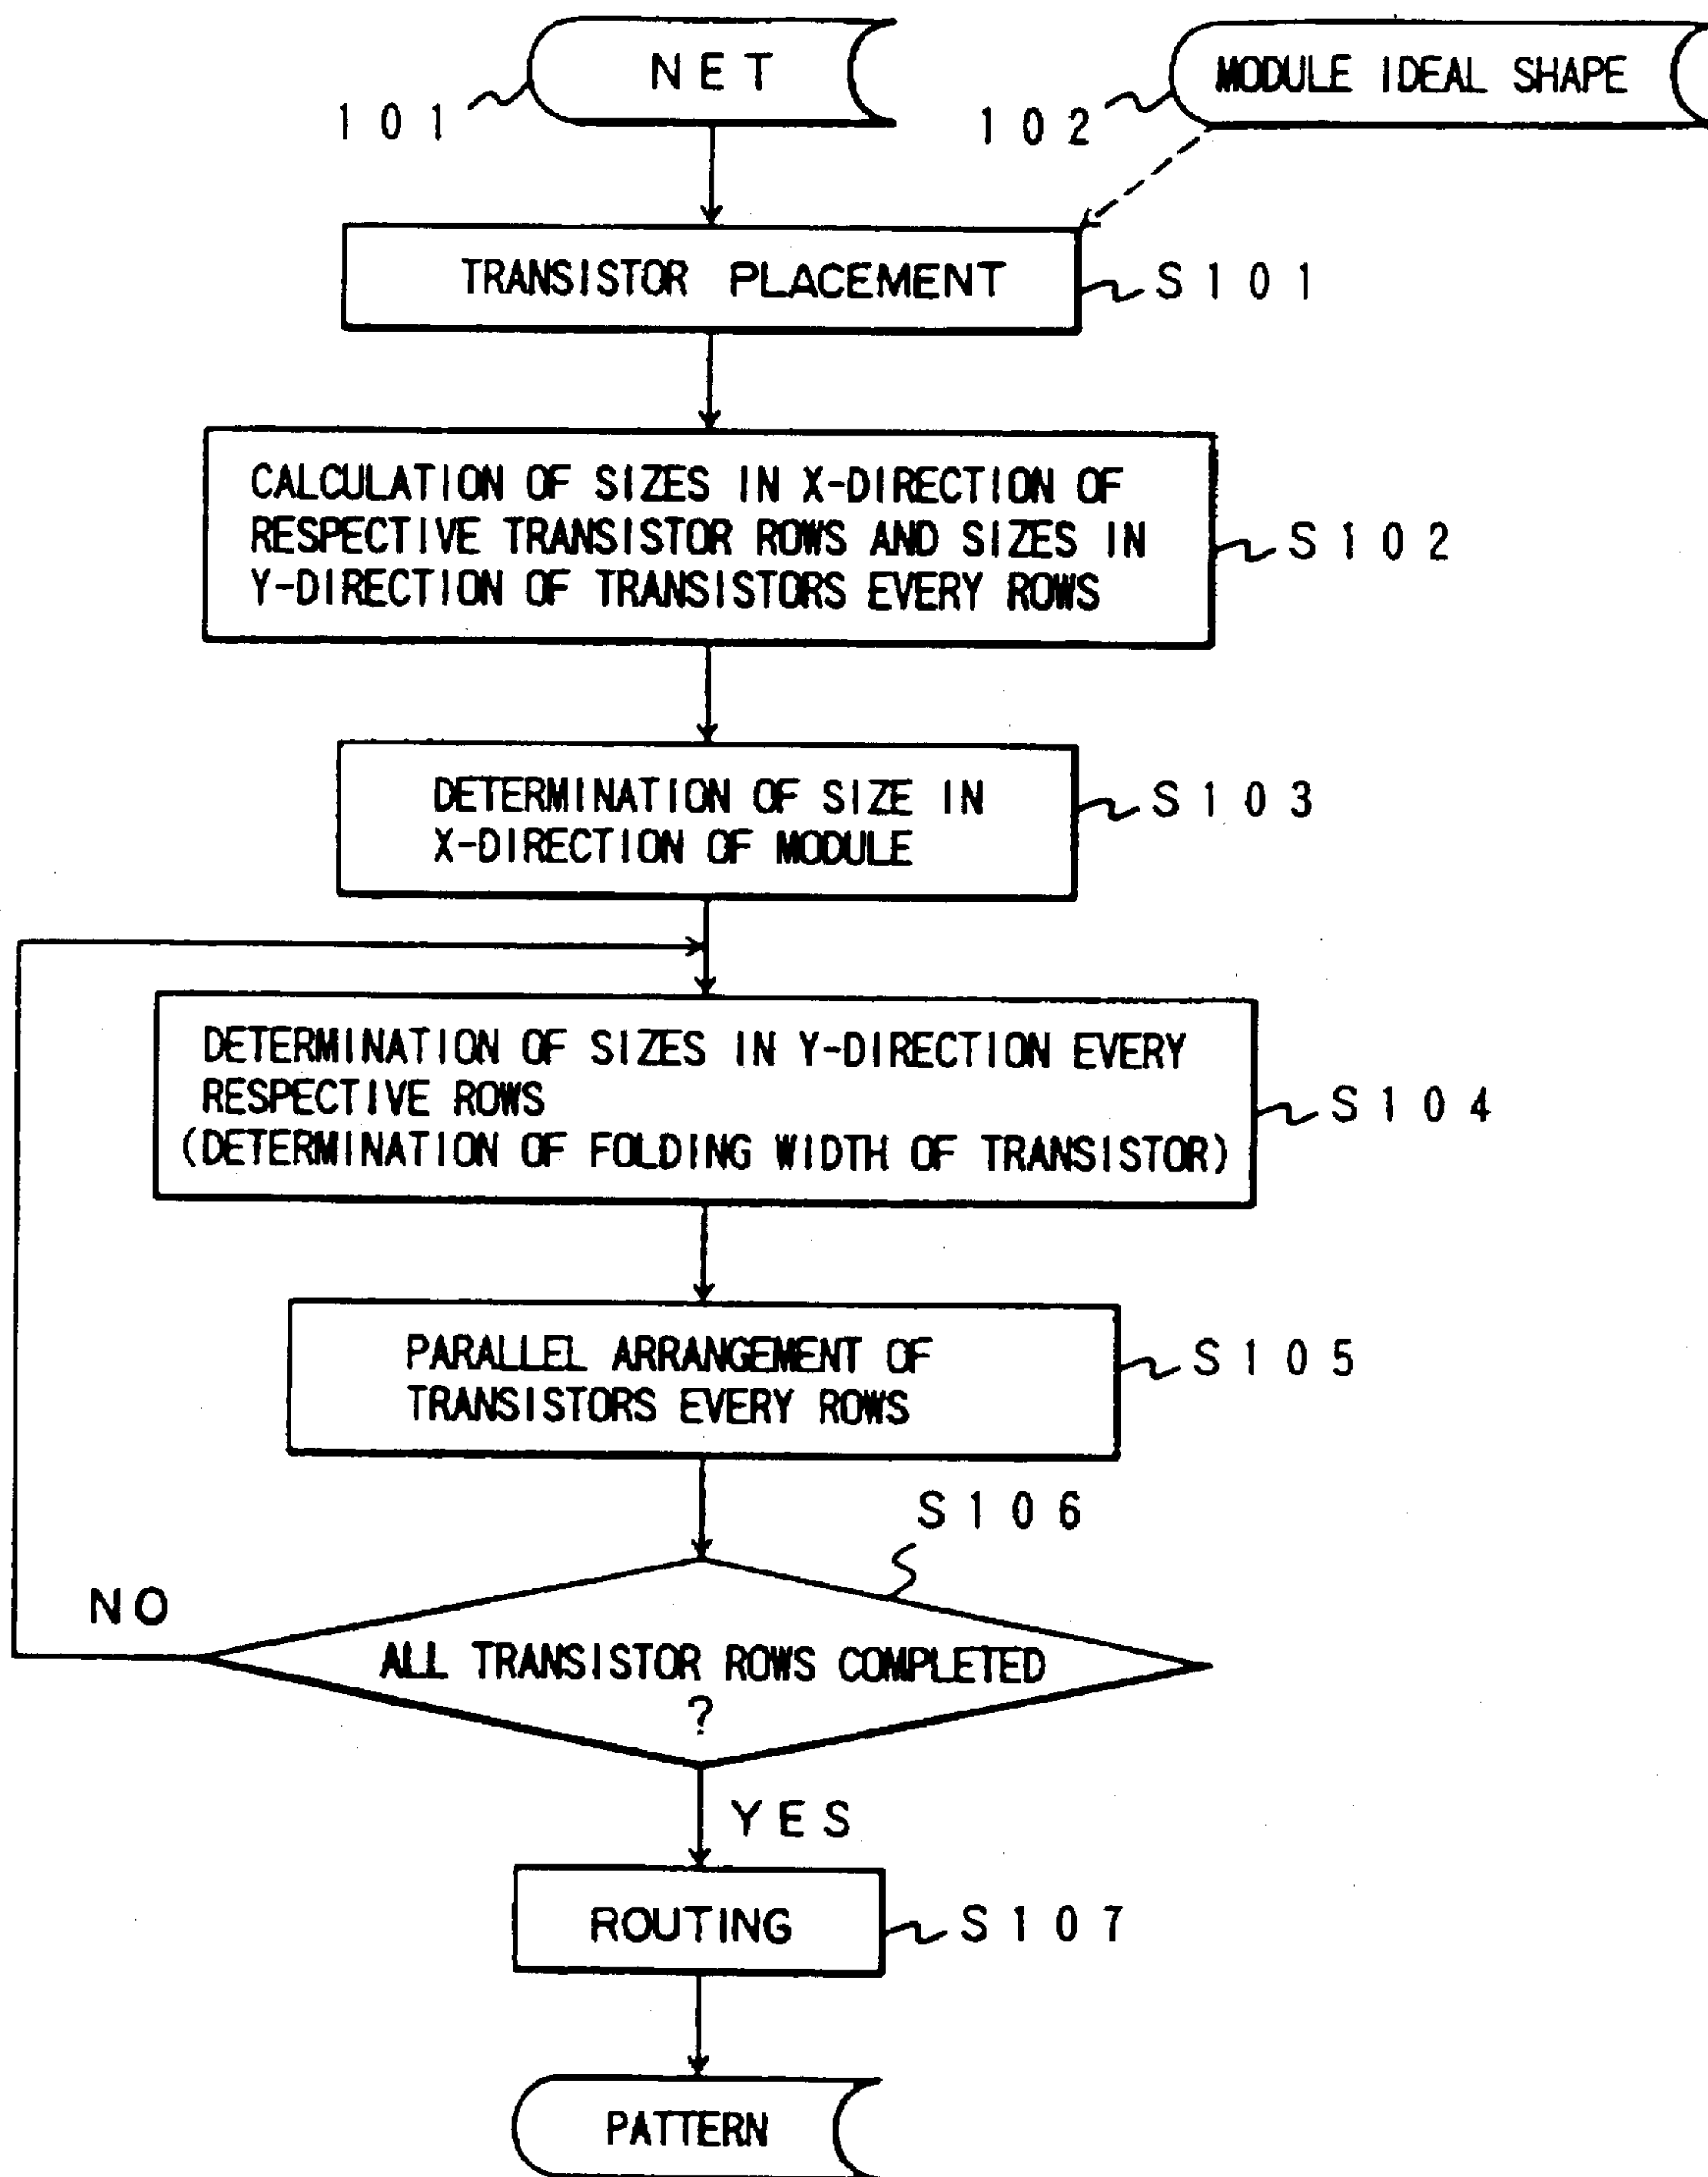 NET
101
MODULE IDEAL SHAPE
102
TRANSISTOR PLACEMENT
S101
CALCULATION OF SIZES IN X-DIRECTION OF
RESPECTIVE TRANSISTOR ROWS AND SIZES IN
Y-DIRECTION OF TRANSISTORS EVERY ROWS
S102
DETERMINATION OF SIZE IN
X-DIRECTION OF MODULE
S103
DETERMINATION OF SIZES IN Y-DIRECTION EVERY
RESPECTIVE ROWS
(DETERMINATION OF FOLDING WIDTH OF TRANSISTOR)
S104
PARALLEL ARRANGEMENT OF
TRANSISTORS EVERY ROWS
S105
S106
NO
ALL TRANSISTOR ROWS COMPLETED
?
YES
ROUTING
S107
PATTERN